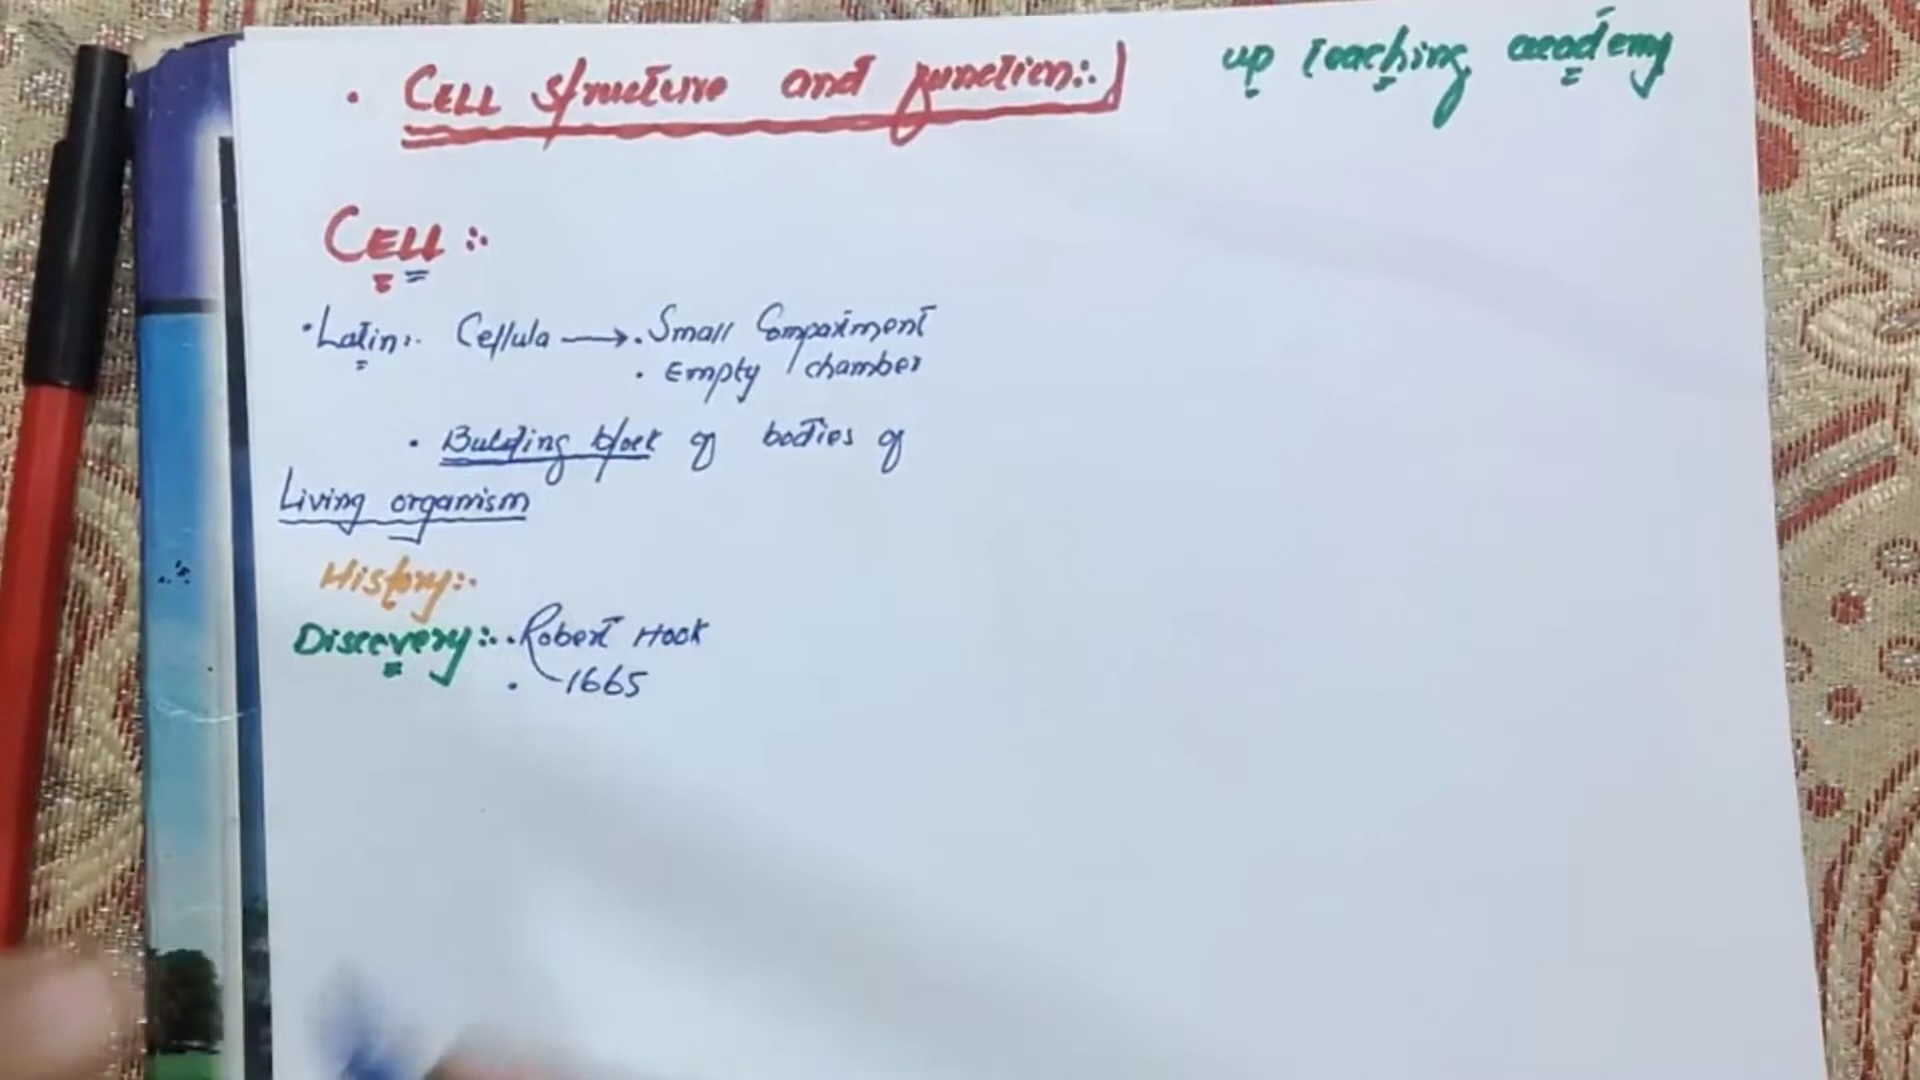 . CELL structure and function:. up teaching academy
CELL :.
. Latin:. Cellula → . Small Compartment
. Empty chamber
. Building block of bodies of
Living organism
History:.
Discovery:. . Robert Hook
. 1665